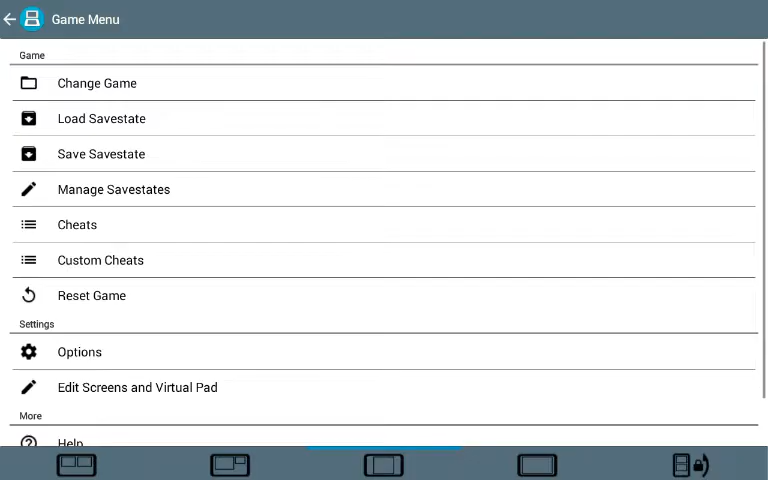 Game Menu
Game
Change Game
Load Savestate
Save Savestate
Manage Savestates
Cheats
Custom Cheats
Reset Game
Settings
Options
Edit Screens and Virtual Pad
More
Help